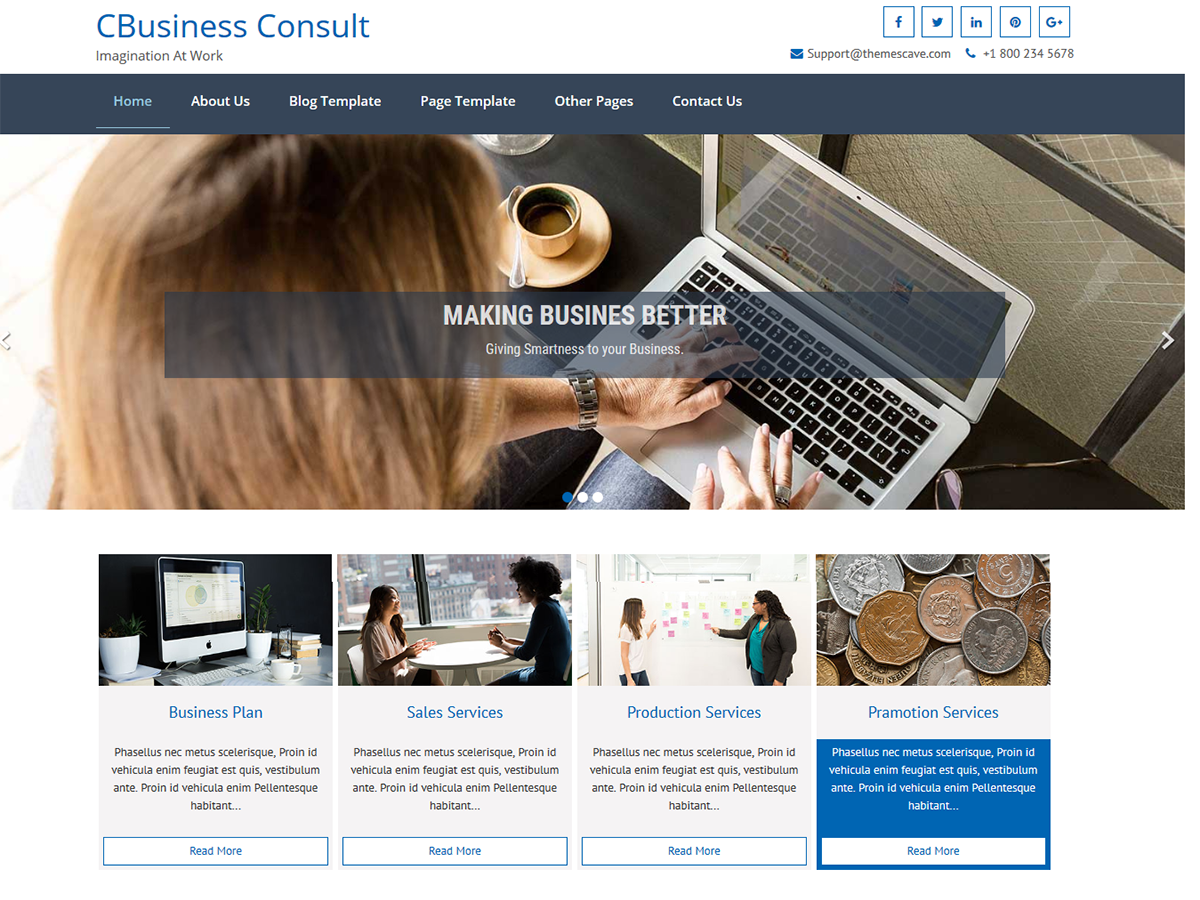 CBusiness Consult
Imagination At Work
Support@themescave.com +1 800 234 5678
Home About Us Blog Template Page Template Other Pages Contact Us
MAKING BUSINES BETTER
Giving Smartness to your Business.
Business Plan
Phasellus nec metus scelerisque, Proin id
vehicula enim feugiat est quis, vestibulum
ante. Proin id vehicula enim Pellentesque
habitant...
Read More
Sales Services
Phasellus nec metus scelerisque, Proin id
vehicula enim feugiat est quis, vestibulum
ante. Proin id vehicula enim Pellentesque
habitant...
Read More
Production Services
Phasellus nec metus scelerisque, Proin id
vehicula enim feugiat est quis, vestibulum
ante. Proin id vehicula enim Pellentesque
habitant...
Read More
Pramotion Services
Phasellus nec metus scelerisque, Proin id
vehicula enim feugiat est quis, vestibulum
ante. Proin id vehicula enim Pellentesque
habitant...
Read More